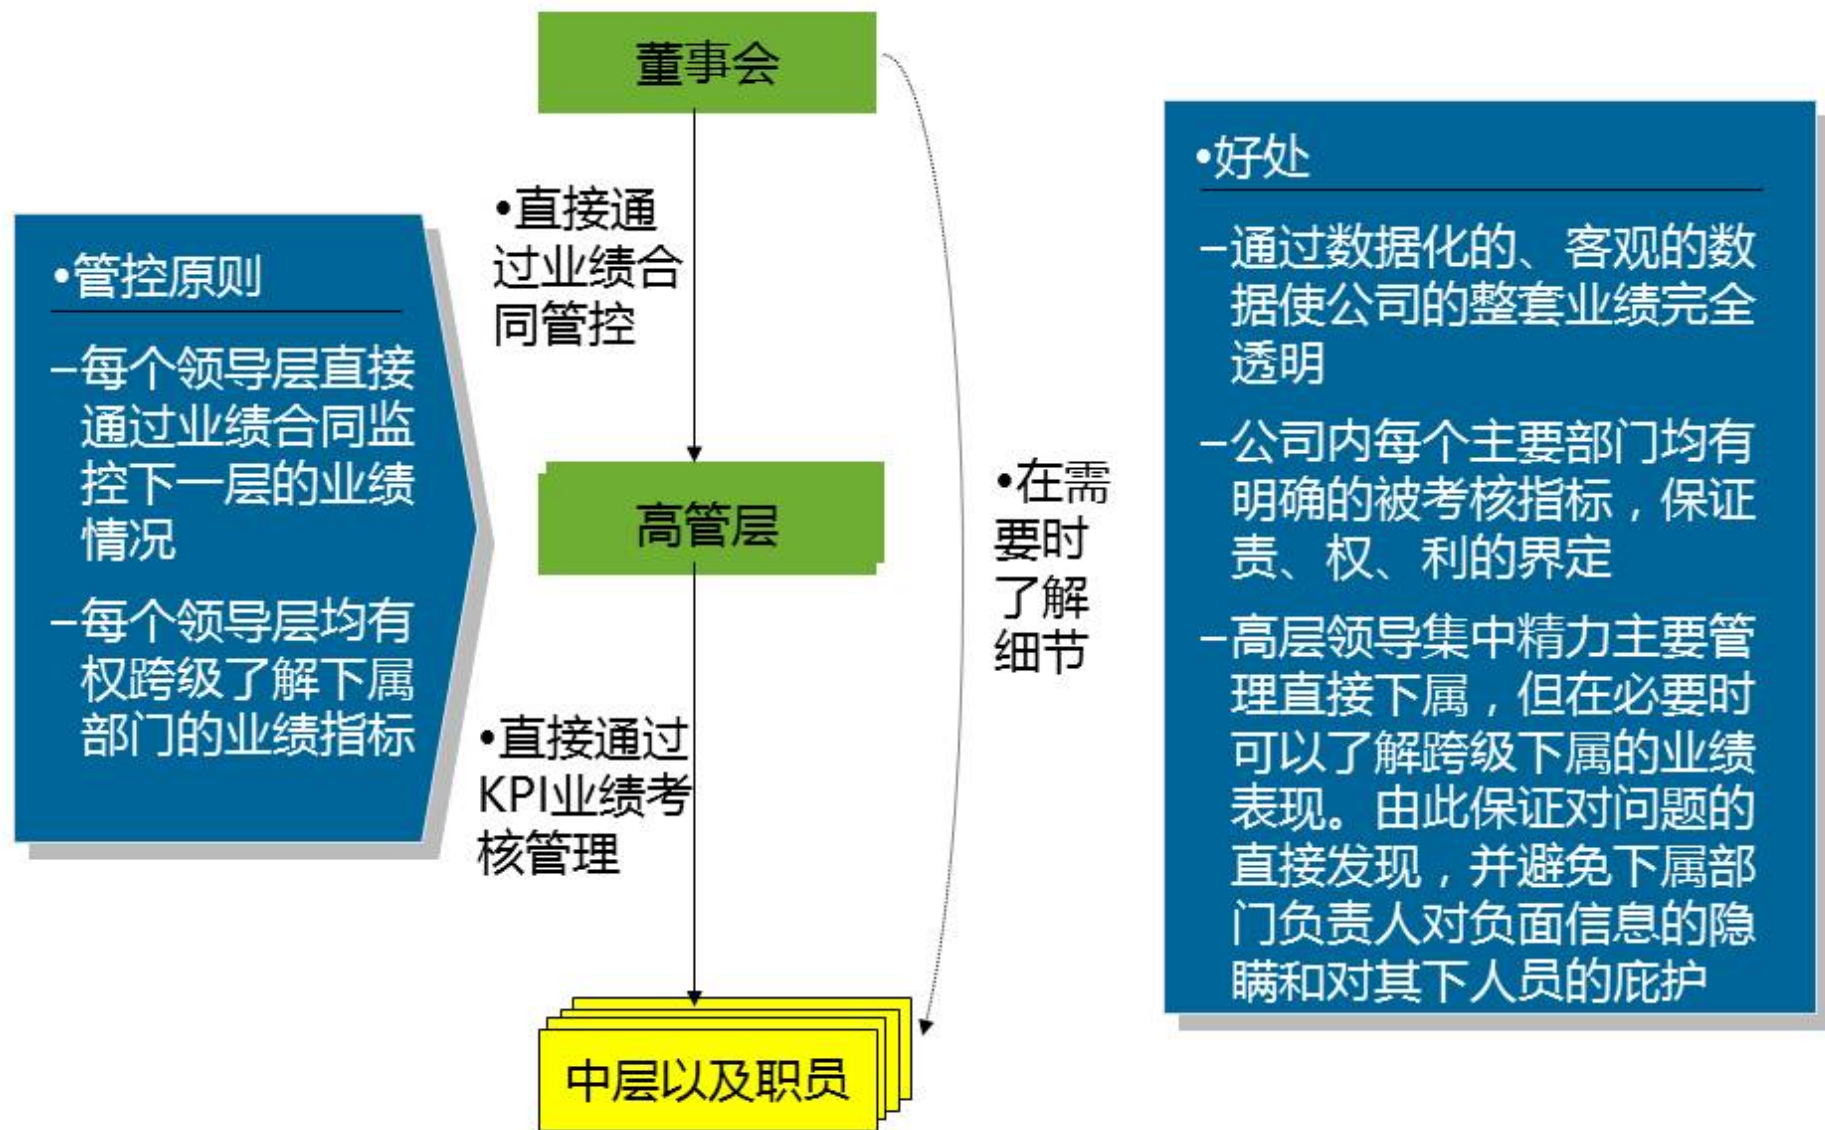 董事会
•直接通
过业绩合
同管控
•管控原则
–每个领导层直接
通过业绩合同监
控下一层的业绩
情况
–每个领导层均有
权跨级了解下属
部门的业绩指标
高管层
•直接通过
KPI业绩考
核管理
中层以及职员
•在需
要时
了解
细节
•好处
–通过数据化的、客观的数
据使公司的整套业绩完全
透明
–公司内每个主要部门均有
明确的被考核指标，保证
责、权、利的界定
–高层领导集中精力主要管
理直接下属，但在必要时
可以了解跨级下属的业绩
表现。由此保证对问题的
直接发现，并避免下属部
门负责人对负面信息的隐
瞒和对其下人员的庇护